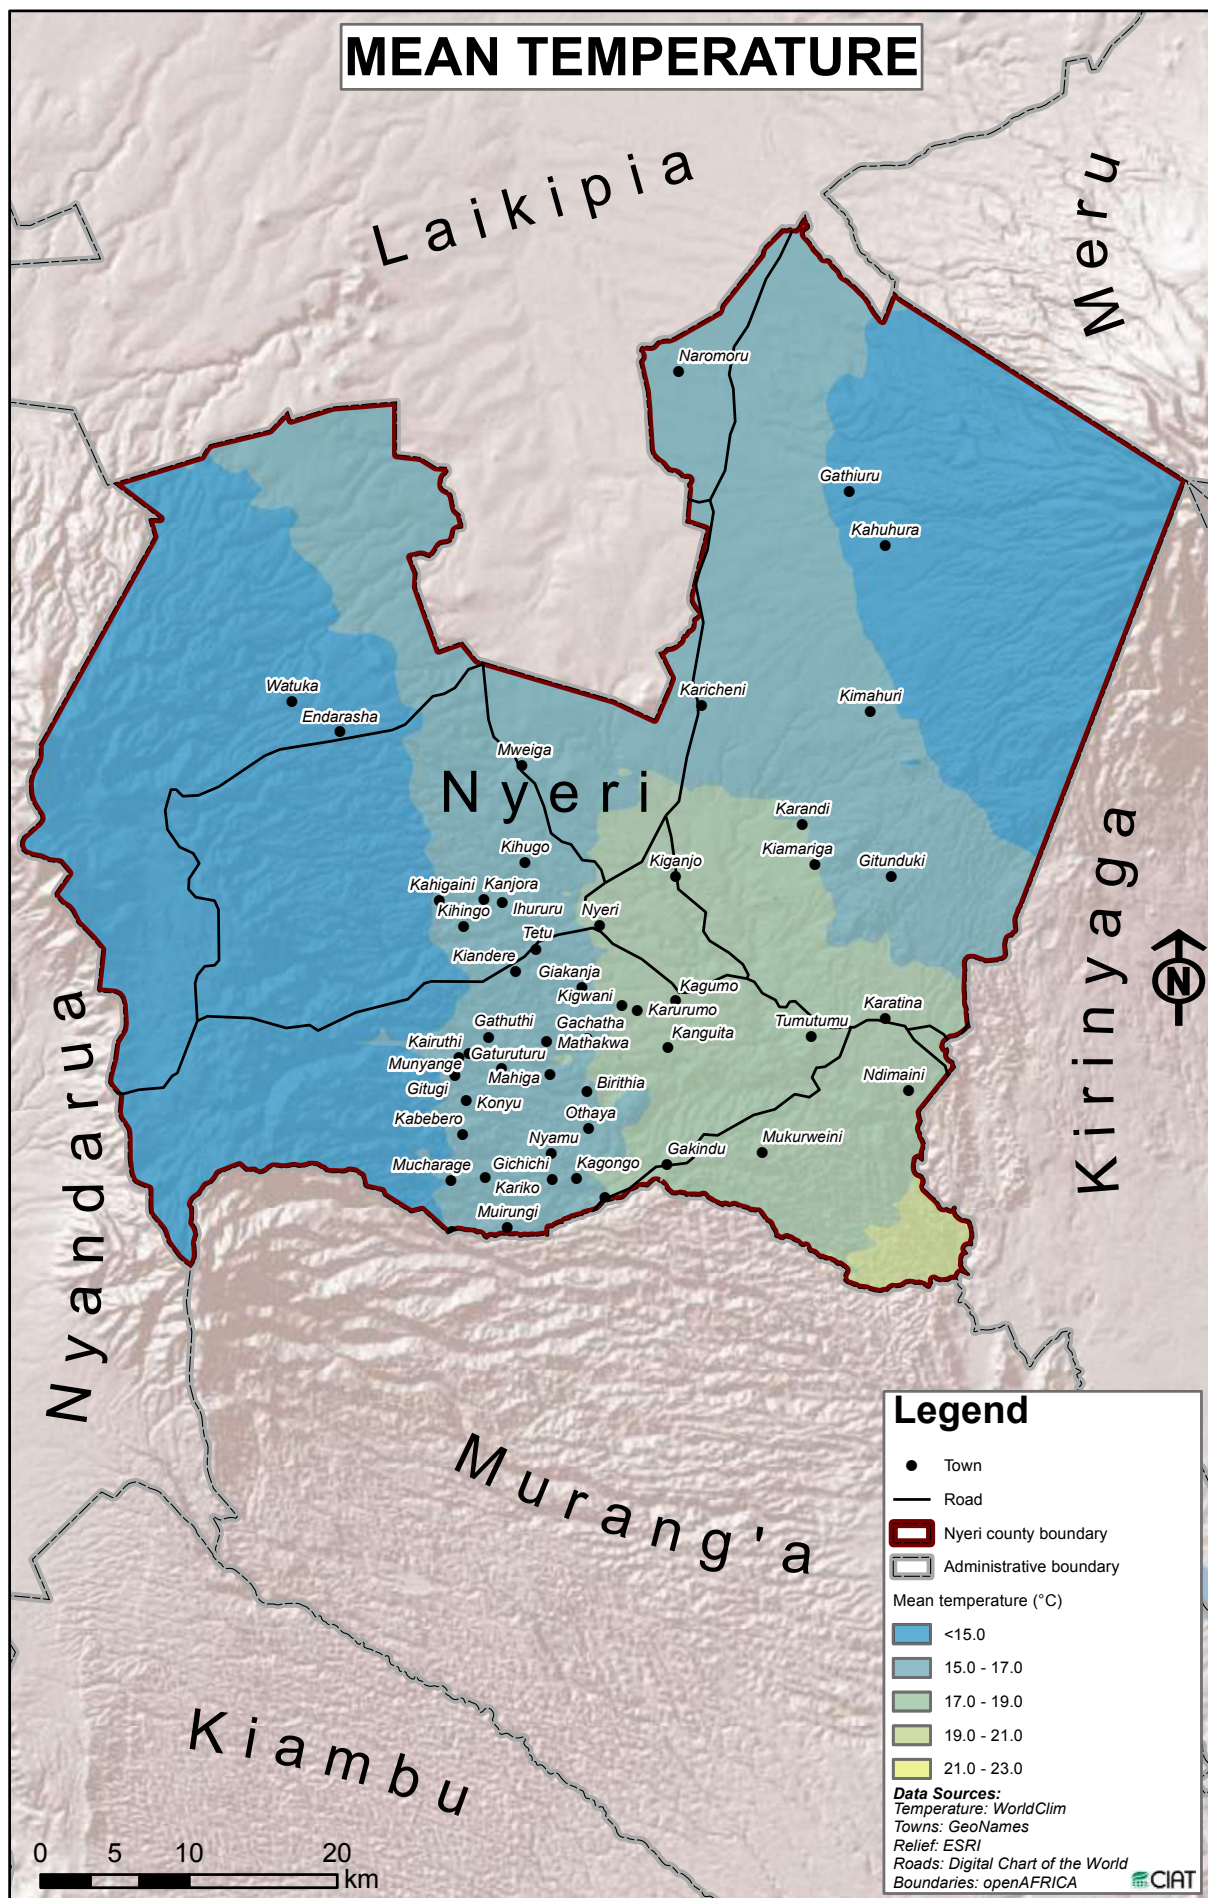 MEAN TEMPERATURE
Laikipia
Meru
Naromoru
Gathiuru
Kahuhura
Watuka
Endarasha
Karicheni
Kimahuri
Mweiga
Nyeri
Karandi
Kihugo
Kiganjo
Kiamariga
Gitunduki
Kahigaini
Kanjora
Ihururu
Kihingo
Nyeri
Tetu
Kiandere
Giakanja
Kigwani
Kagumo
Karurumo
Karatina
Gathuthi
Gachatha
Kanguita
Tumutumu
Kairuthi
Gaturuturu
Mathakwa
Munyange
Mahiga
Birithia
Ndimaini
Gitugi
Konyu
Kabebero
Othaya
Nyamu
Mukurweini
Gakindu
Mucharage
Gichichi
Kagongo
Kariko
Muirungi
Nyandarua
Kirinyaga
N
Murang'a
Kiambu
0 5 10 20
km
Legend
Town
Road
Nyeri county boundary
Administrative boundary
Mean temperature (°C)
<15.0
15.0 - 17.0
17.0 - 19.0
19.0 - 21.0
21.0 - 23.0
Data Sources:
Temperature: WorldClim
Towns: GeoNames
Relief: ESRI
Roads: Digital Chart of the World
Boundaries: openAFRICA
CIAT